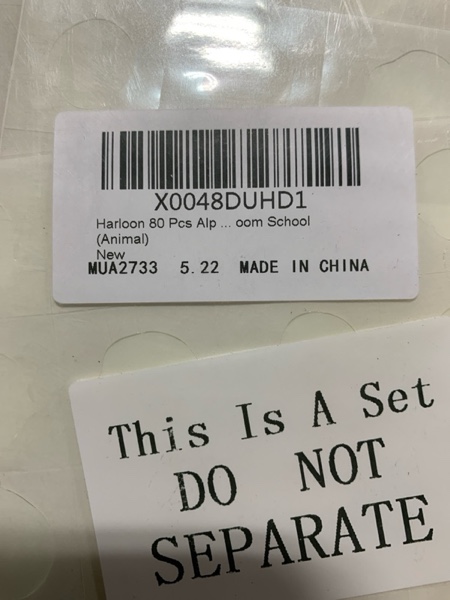 X0048DUHD1
Harloon 80 Pcs Alp ... oom School
(Animal)
New
MUA2733 5.22 MADE IN CHINA
This Is A Set
DO NOT
SEPARATE